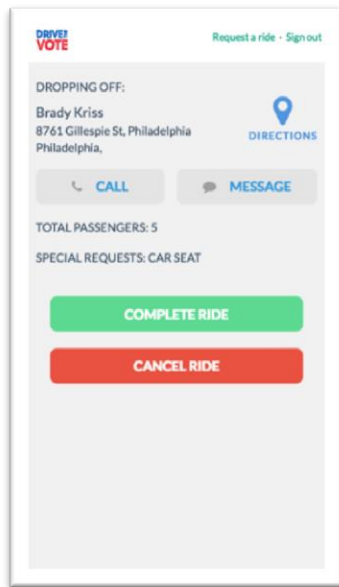 DRIVE THE
VOTE
Request a ride · Sign out
DROPPING OFF:
Brady Kriss
8761 Gillespie St, Philadelphia
Philadelphia,
DIRECTIONS
CALL
MESSAGE
TOTAL PASSENGERS: 5
SPECIAL REQUESTS: CAR SEAT
COMPLETE RIDE
CANCEL RIDE